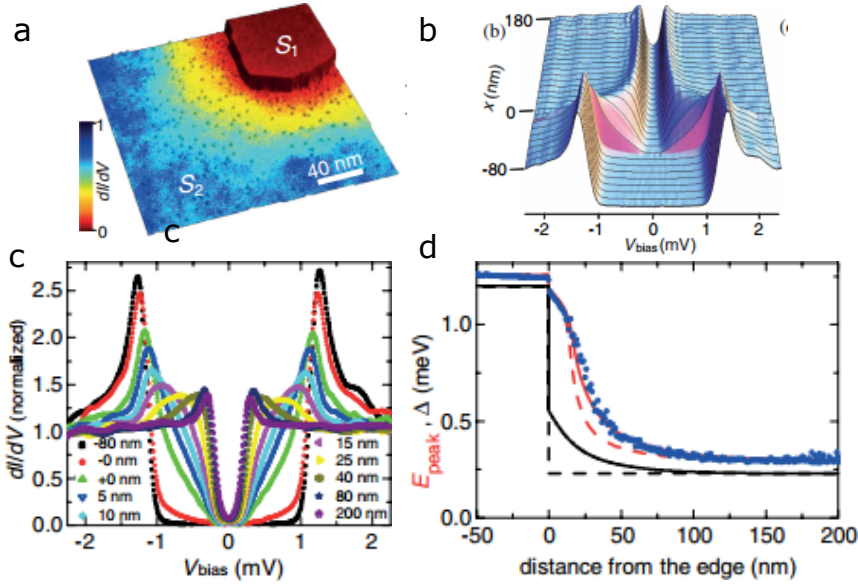 a
S1
S2
40 nm
1
dI/dV
0
c
b
(b)
180
x (nm)
0
-80
-2
-1
0
1
2
Vbias(mV)
c
2.5
2.0
1.5
1.0
0.5
0.0
dI/dV (normalized)
-80 nm
-0 nm
+0 nm
5 nm
10 nm
15 nm
25 nm
40 nm
80 nm
200 nm
-2
-1
0
1
2
Vbias (mV)
d
1.0
0.5
0.0
Epeak, Δ (meV)
-50
0
50
100
150
200
distance from the edge (nm)